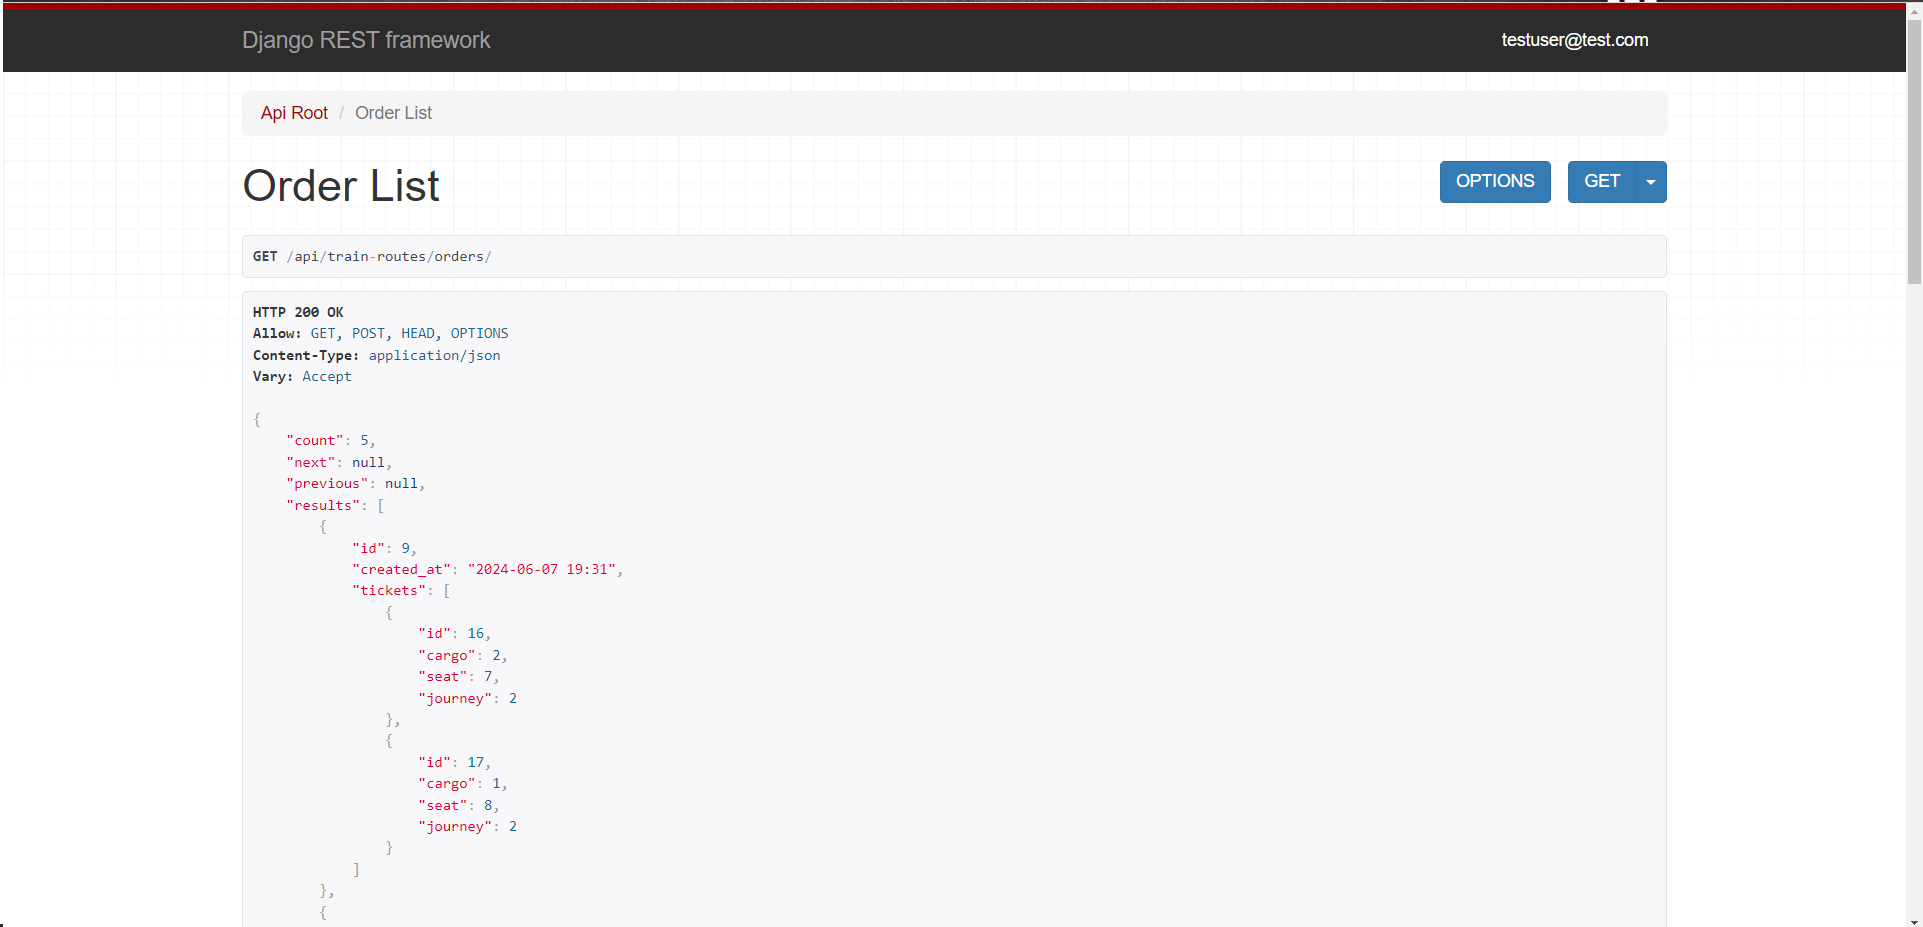 Django REST framework
testuser@test.com
Api Root / Order List
Order List
OPTIONS
GET
GET /api/train-routes/orders/
HTTP 200 OK
Allow: GET, POST, HEAD, OPTIONS
Content-Type: application/json
Vary: Accept
{
    "count": 5,
    "next": null,
    "previous": null,
    "results": [
        {
            "id": 9,
            "created_at": "2024-06-07 19:31",
            "tickets": [
                {
                    "id": 16,
                    "cargo": 2,
                    "seat": 7,
                    "journey": 2
                },
                {
                    "id": 17,
                    "cargo": 1,
                    "seat": 8,
                    "journey": 2
                }
            ]
        },
        {